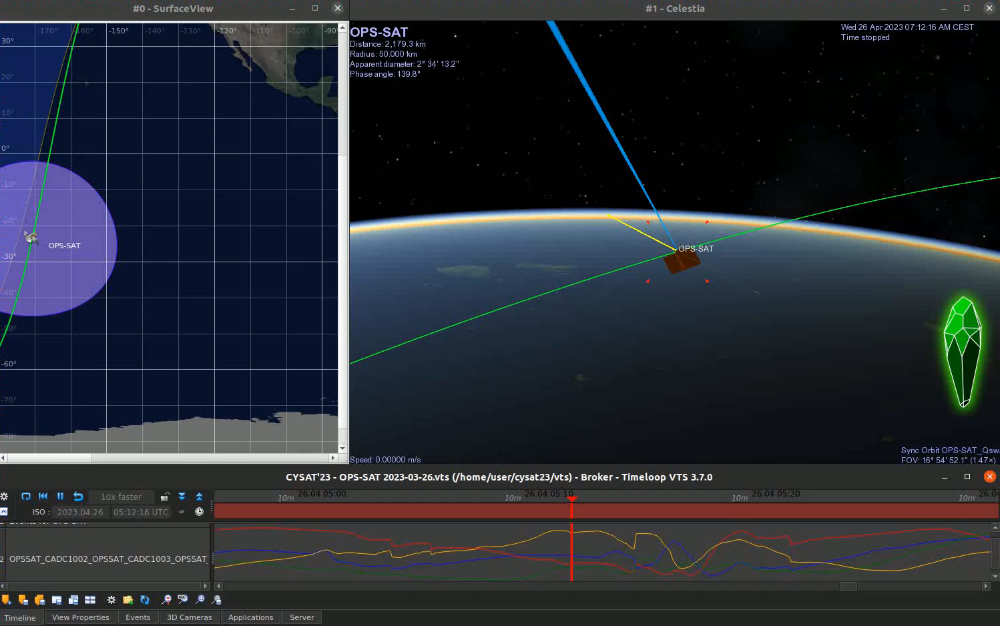 #0 - SurfaceView
-170° -160° -150° -140° -130° -120° -110° -100° -90°
30°
20°
10°
0°
-10°
-20°
-30°
-40°
-50°
-60°
-70°
-80°
OPS-SAT
#1 - Celestia
OPS-SAT
Distance: 2,179.3 km
Radius: 50.000 km
Apparent diameter: 2° 34' 13.2"
Phase angle: 139.8°
Wed 26 Apr 2023 07:12:16 AM CEST
Time stopped
OPS-SAT
Speed: 0.00000 m/s
Sync Orbit OPS-SAT_Qsw
FOV: 16° 54' 52.1" (1.47×)
CYSAT'23 - OPS-SAT 2023-03-26.vts (/home/user/cysat23/vts) - Broker - Timeloop VTS 3.7.0
10x faster
ISO : 2023.04.26 05:12:16 UTC
10m 26.04 05:00 10m 26.04 05:10 10m 26.04 05:20 10m 26.0
2 OPSSAT_CADC1002_OPSSAT_CADC1003_OPSSAT_
Timeline View Properties Events 3D Cameras Applications Server